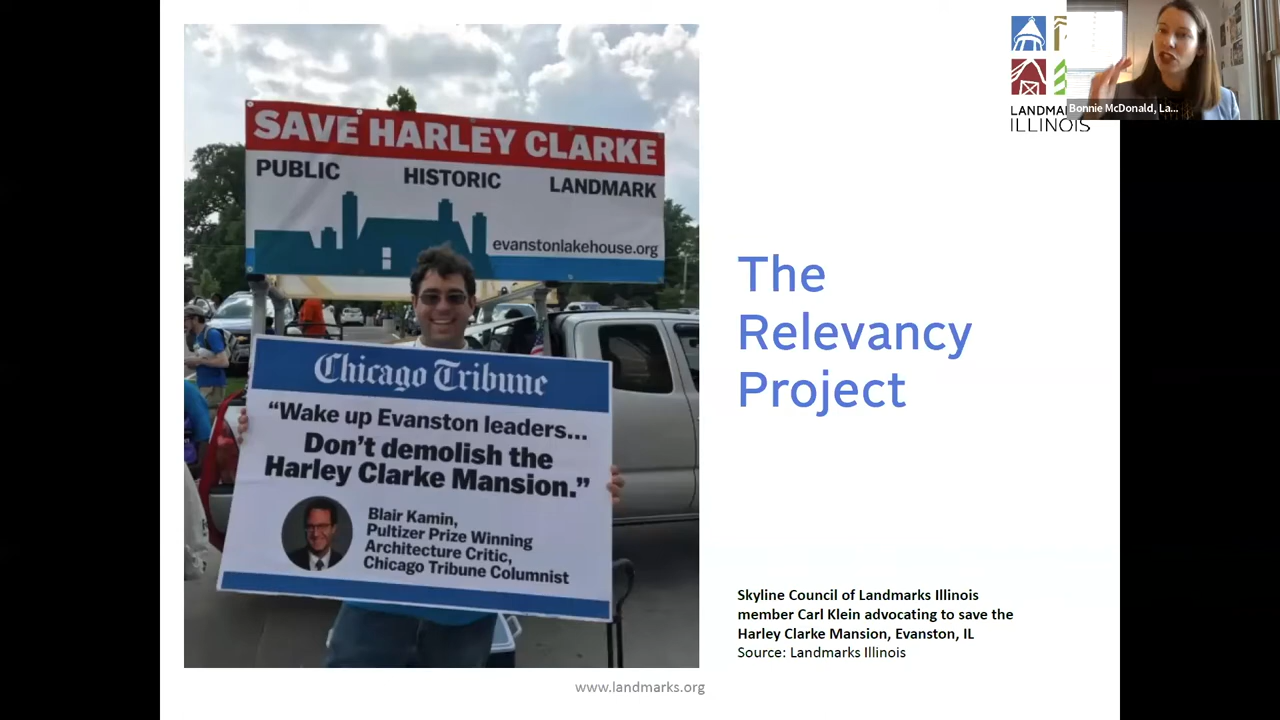 SAVE HARLEY CLARKE
PUBLIC HISTORIC LANDMARK
evanstonlakehouse.org
Chicago Tribune
“Wake up Evanston leaders...
Don’t demolish the
Harley Clarke Mansion.”
Blair Kamin,
Pultizer Prize Winning
Architecture Critic,
Chicago Tribune Columnist
The
Relevancy
Project
Skyline Council of Landmarks Illinois
member Carl Klein advocating to save the
Harley Clarke Mansion, Evanston, IL
Source: Landmarks Illinois
www.landmarks.org
Bonnie McDonald, La...
ILLINOIS